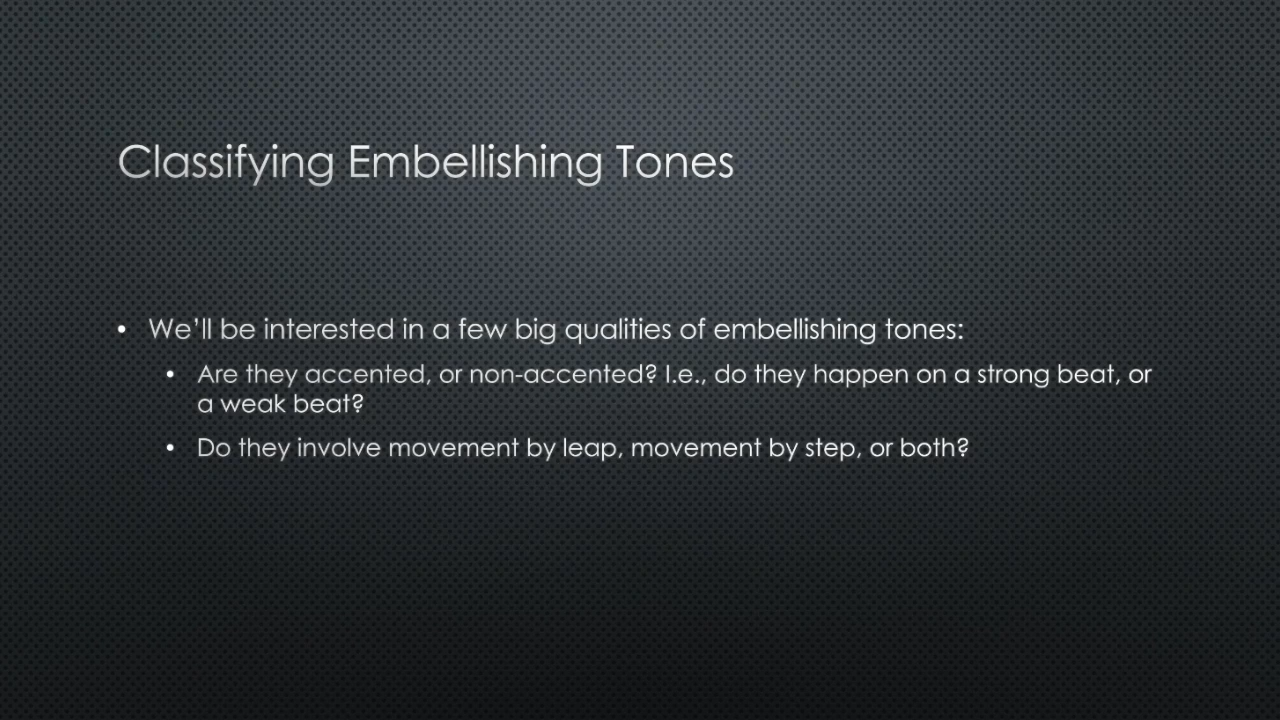 Classifying Embellishing Tones
• We'll be interested in a few big qualities of embellishing tones:
• Are they accented, or non-accented? I.e., do they happen on a strong beat, or
a weak beat?
• Do they involve movement by leap, movement by step, or both?